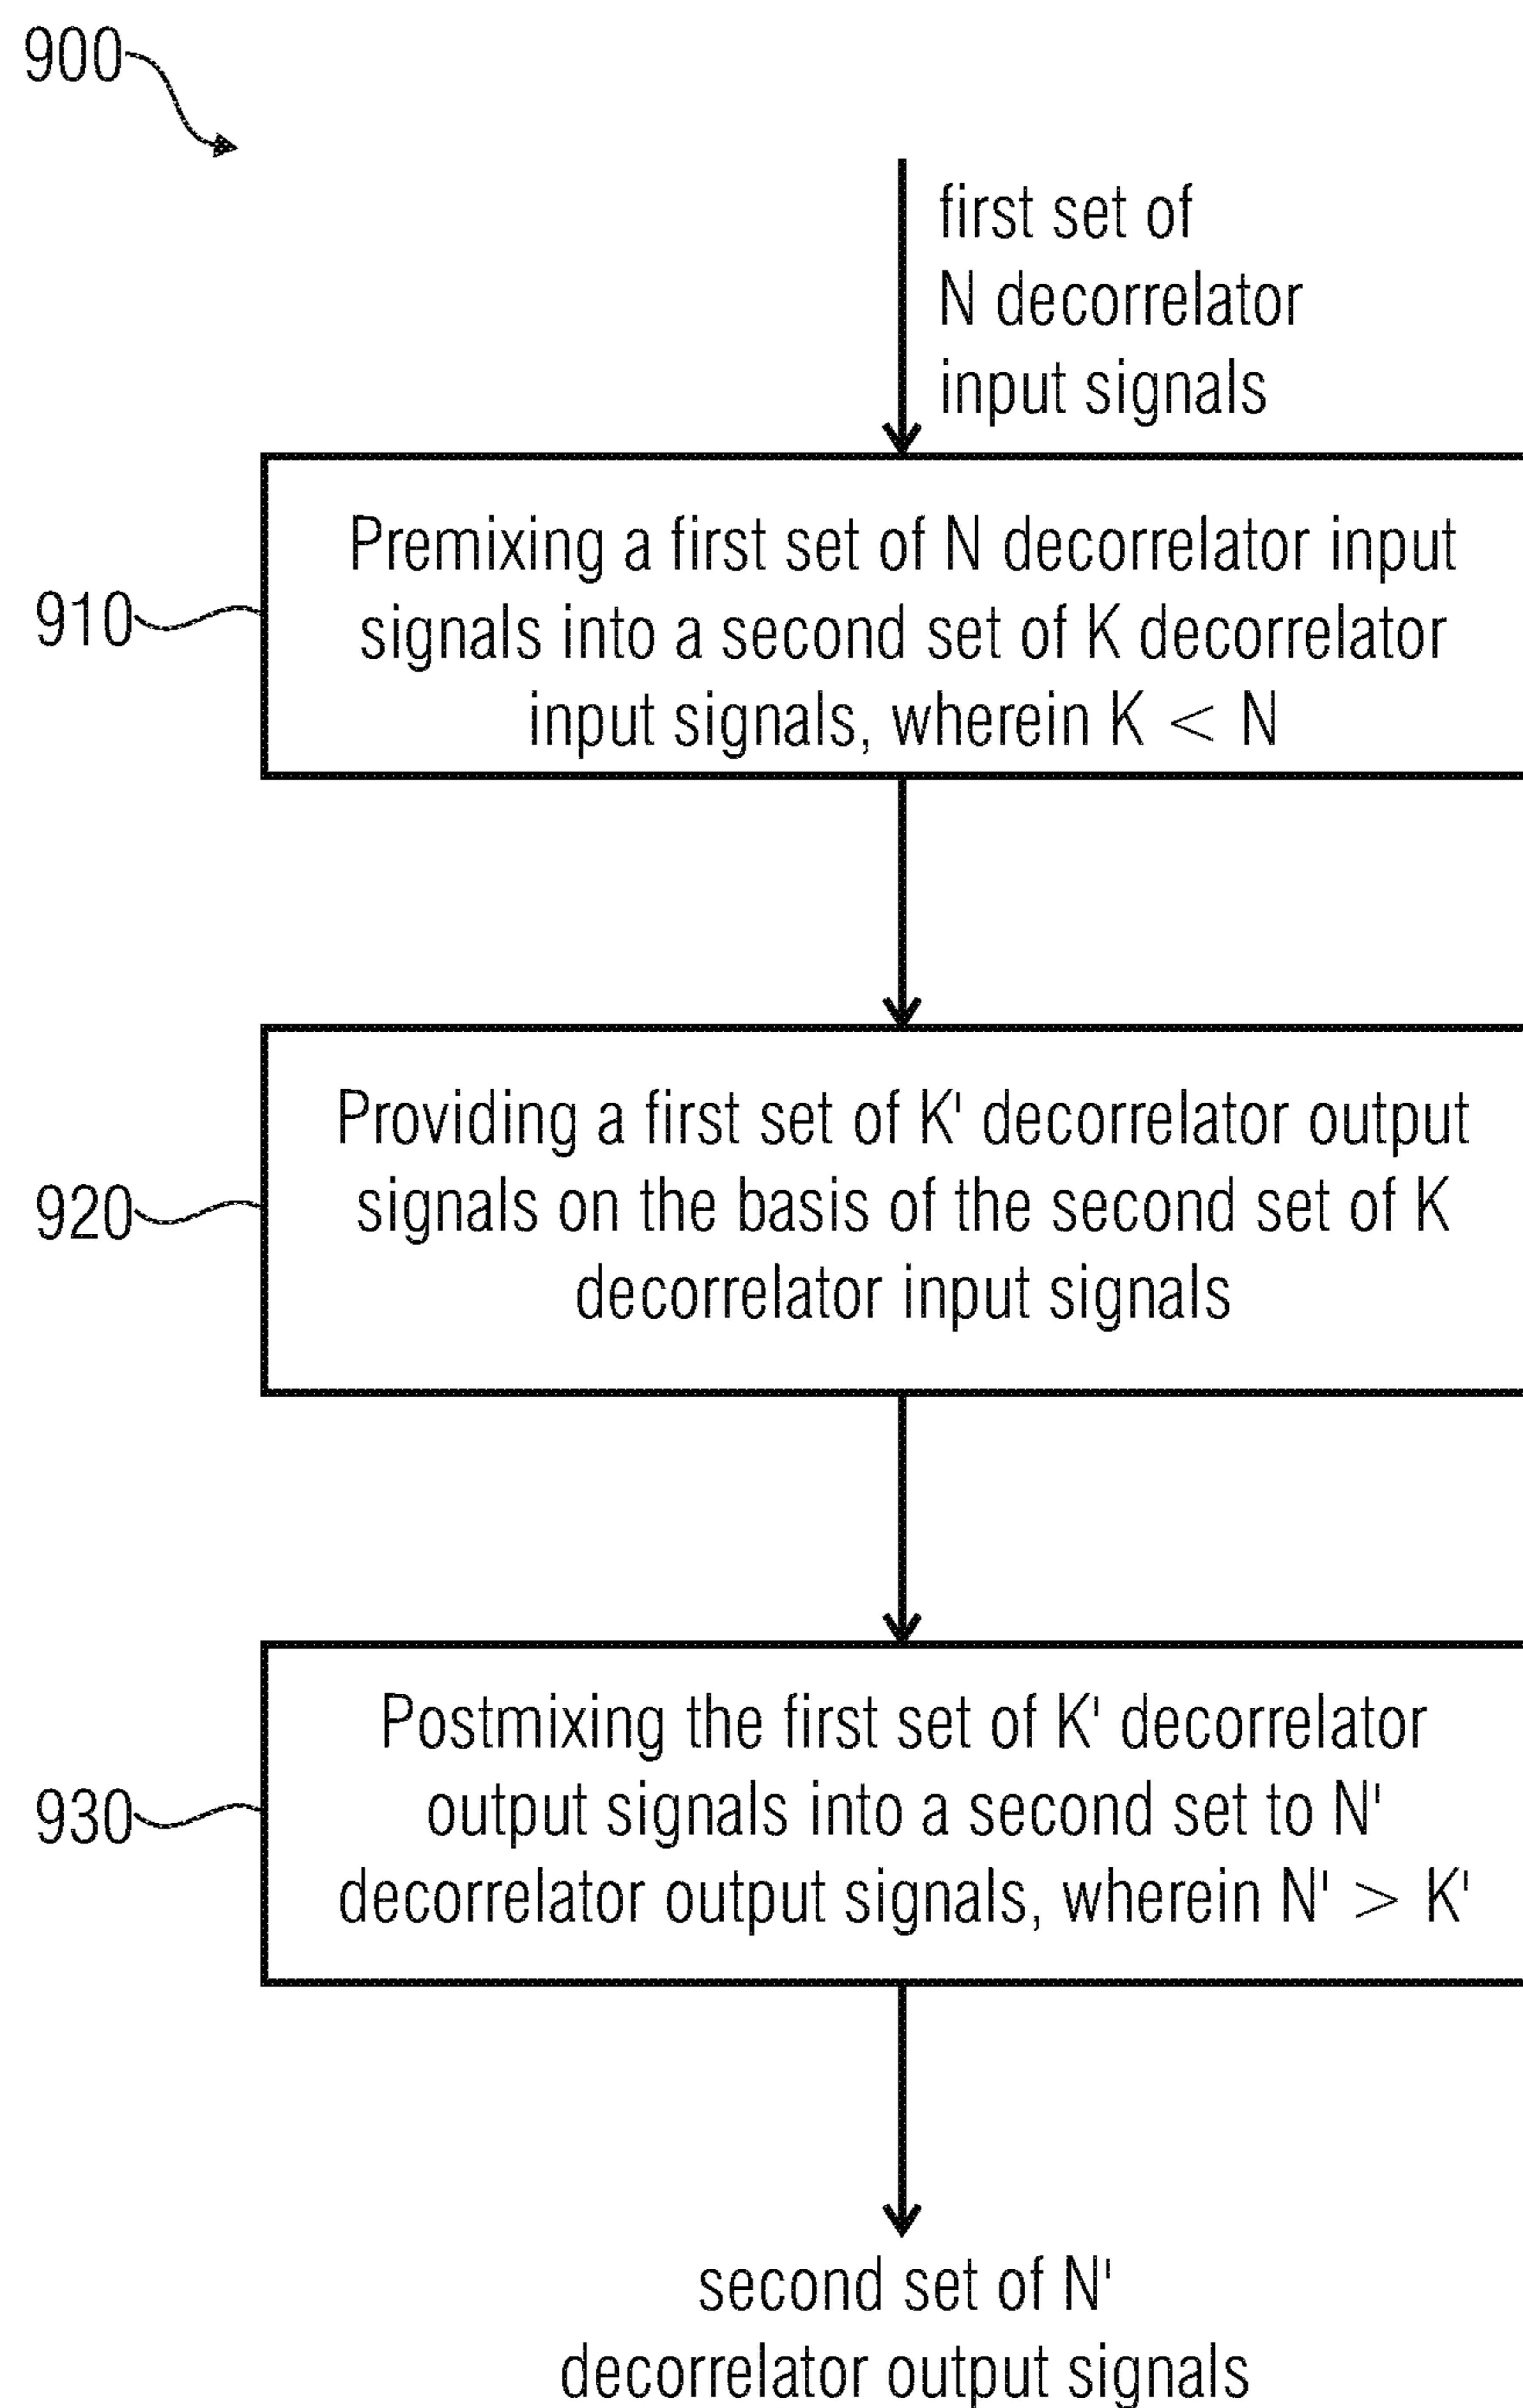 900
first set of
N decorrelator
input signals
Premixing a first set of N decorrelator input
signals into a second set of K decorrelator
input signals, wherein K < N
910
Providing a first set of K' decorrelator output
signals on the basis of the second set of K
decorrelator input signals
920
Postmixing the first set of K' decorrelator
output signals into a second set to N'
decorrelator output signals, wherein N' > K'
930
second set of N'
decorrelator output signals